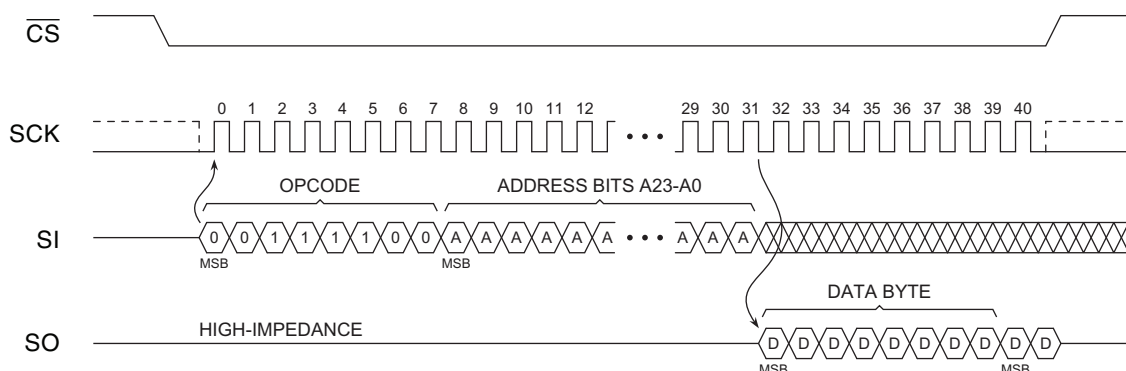 CS
0 1 2 3 4 5 6 7 8 9 10 11 12 29 30 31 32 33 34 35 36 37 38 39 40
SCK
OPCODE ADDRESS BITS A23-A0
SI 0 0 1 1 1 1 0 0 A A A A A A • • • A A A
MSB MSB
DATA BYTE
HIGH-IMPEDANCE
SO D D D D D D D D D D
MSB MSB